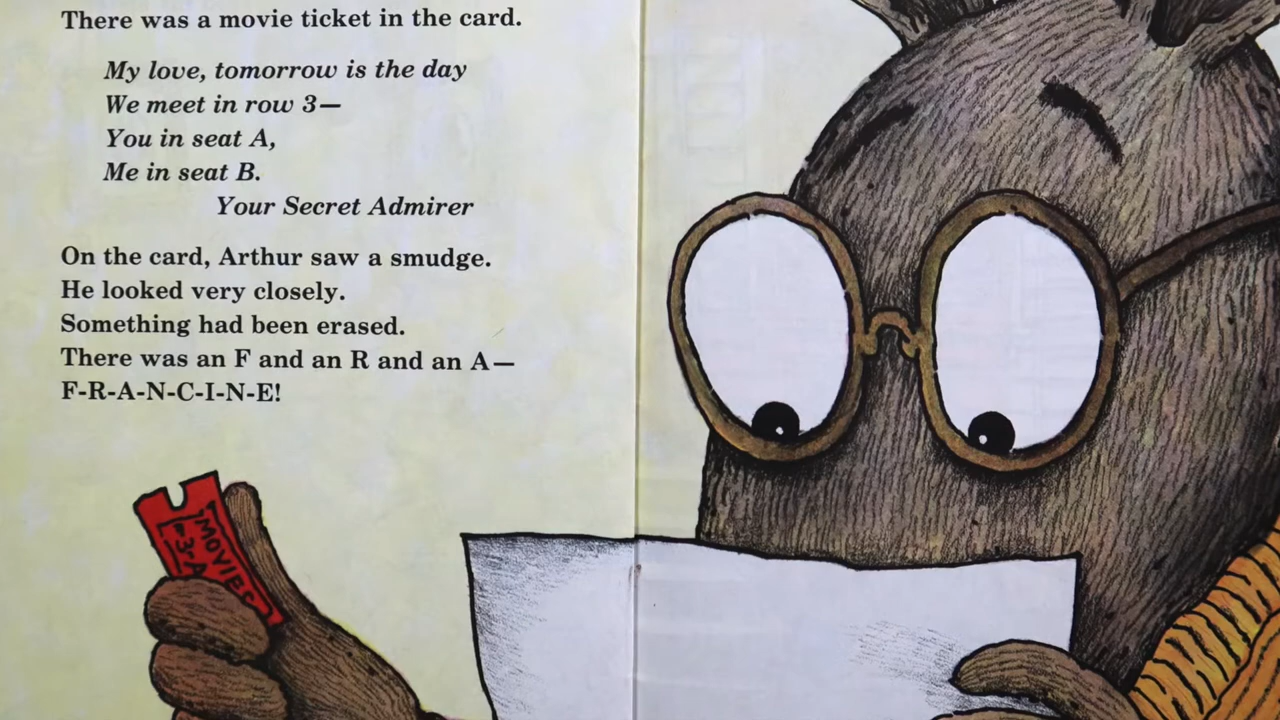 There was a movie ticket in the card.
My love, tomorrow is the day
We meet in row 3—
You in seat A,
Me in seat B.
Your Secret Admirer
On the card, Arthur saw a smudge.
He looked very closely.
Something had been erased.
There was an F and an R and an A—
F-R-A-N-C-I-N-E!
MOVIES
3A